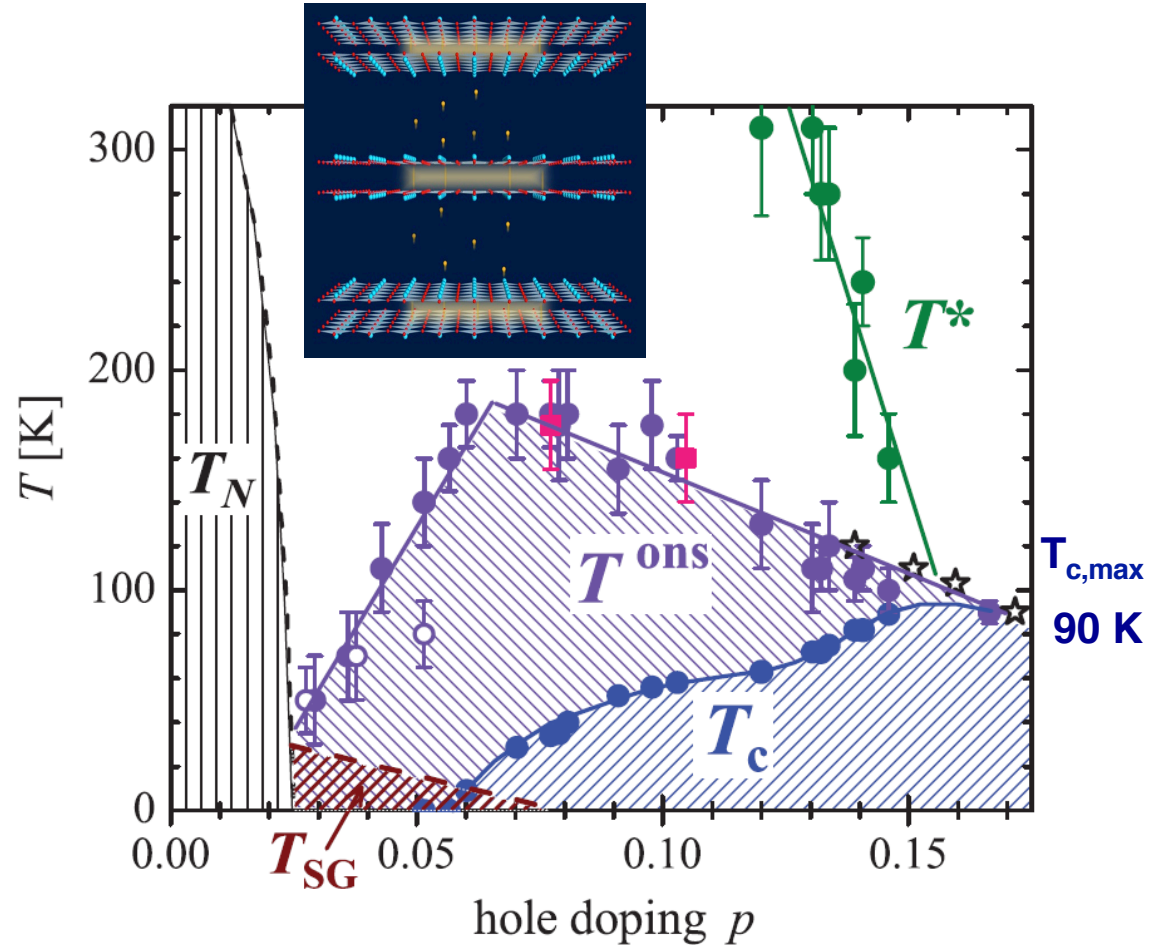 300
200
100
0
T [K]
0.00
0.05
0.10
0.15
hole doping p
T_N
T_SG
T^ons
T_c
T*
T_c,max
90 K